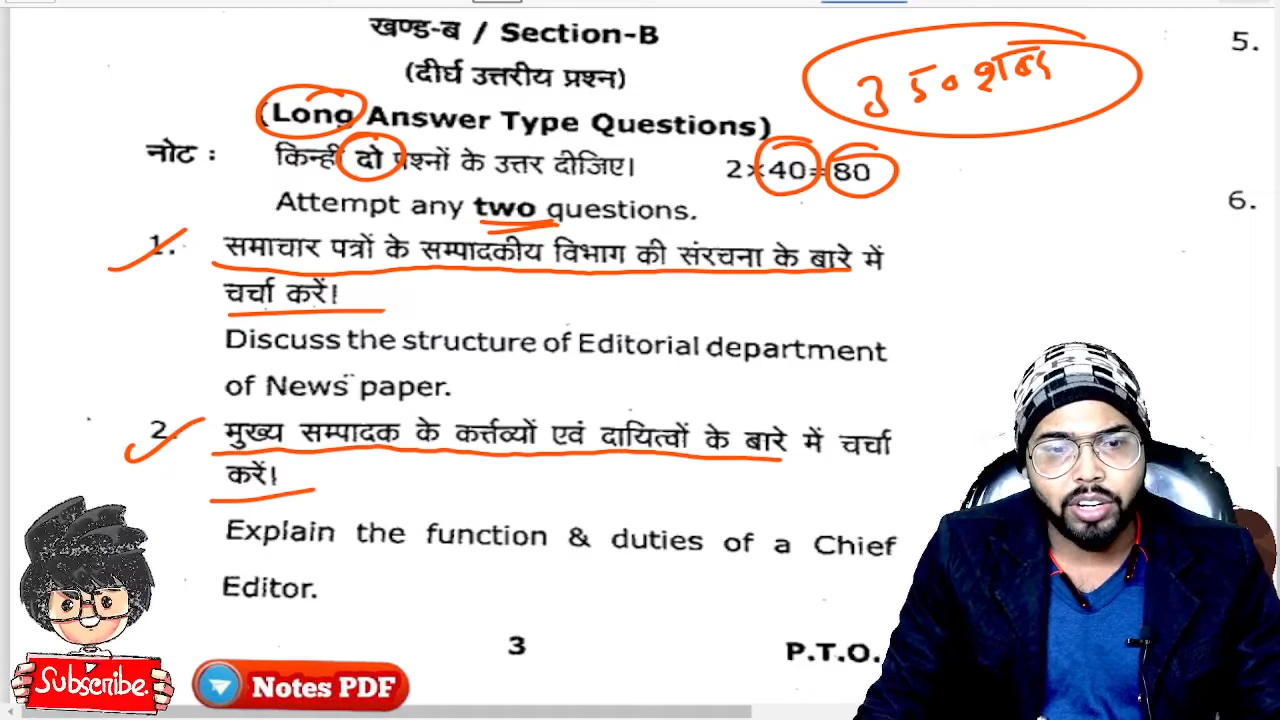 खण्ड-ब / Section-B
(दीर्घ उत्तरीय प्रश्न)
(Long Answer Type Questions)
नोट : किन्ही दो प्रश्नों के उत्तर दीजिए। 2×40=80
Attempt any two questions.
1. समाचार पत्रों के सम्पादकीय विभाग की संरचना के बारे में
चर्चा करें।
Discuss the structure of Editorial department
of News paper.
2. मुख्य सम्पादक के कर्त्तव्यों एवं दायित्वों के बारे में चर्चा
करें।
Explain the function & duties of a Chief
Editor.
3 P.T.O.
350 शब्द
5.
6.
Subscribe.
Notes PDF